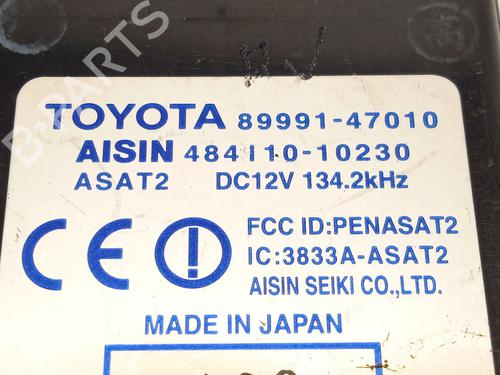 TOYOTA 89991-47010
AISIN 484110-10230
ASAT2 DC12V 134.2kHz
CE
FCC ID:PENASAT2
IC:3833A-ASAT2
AISIN SEIKI CO.,LTD.
MADE IN JAPAN
B-PARTS